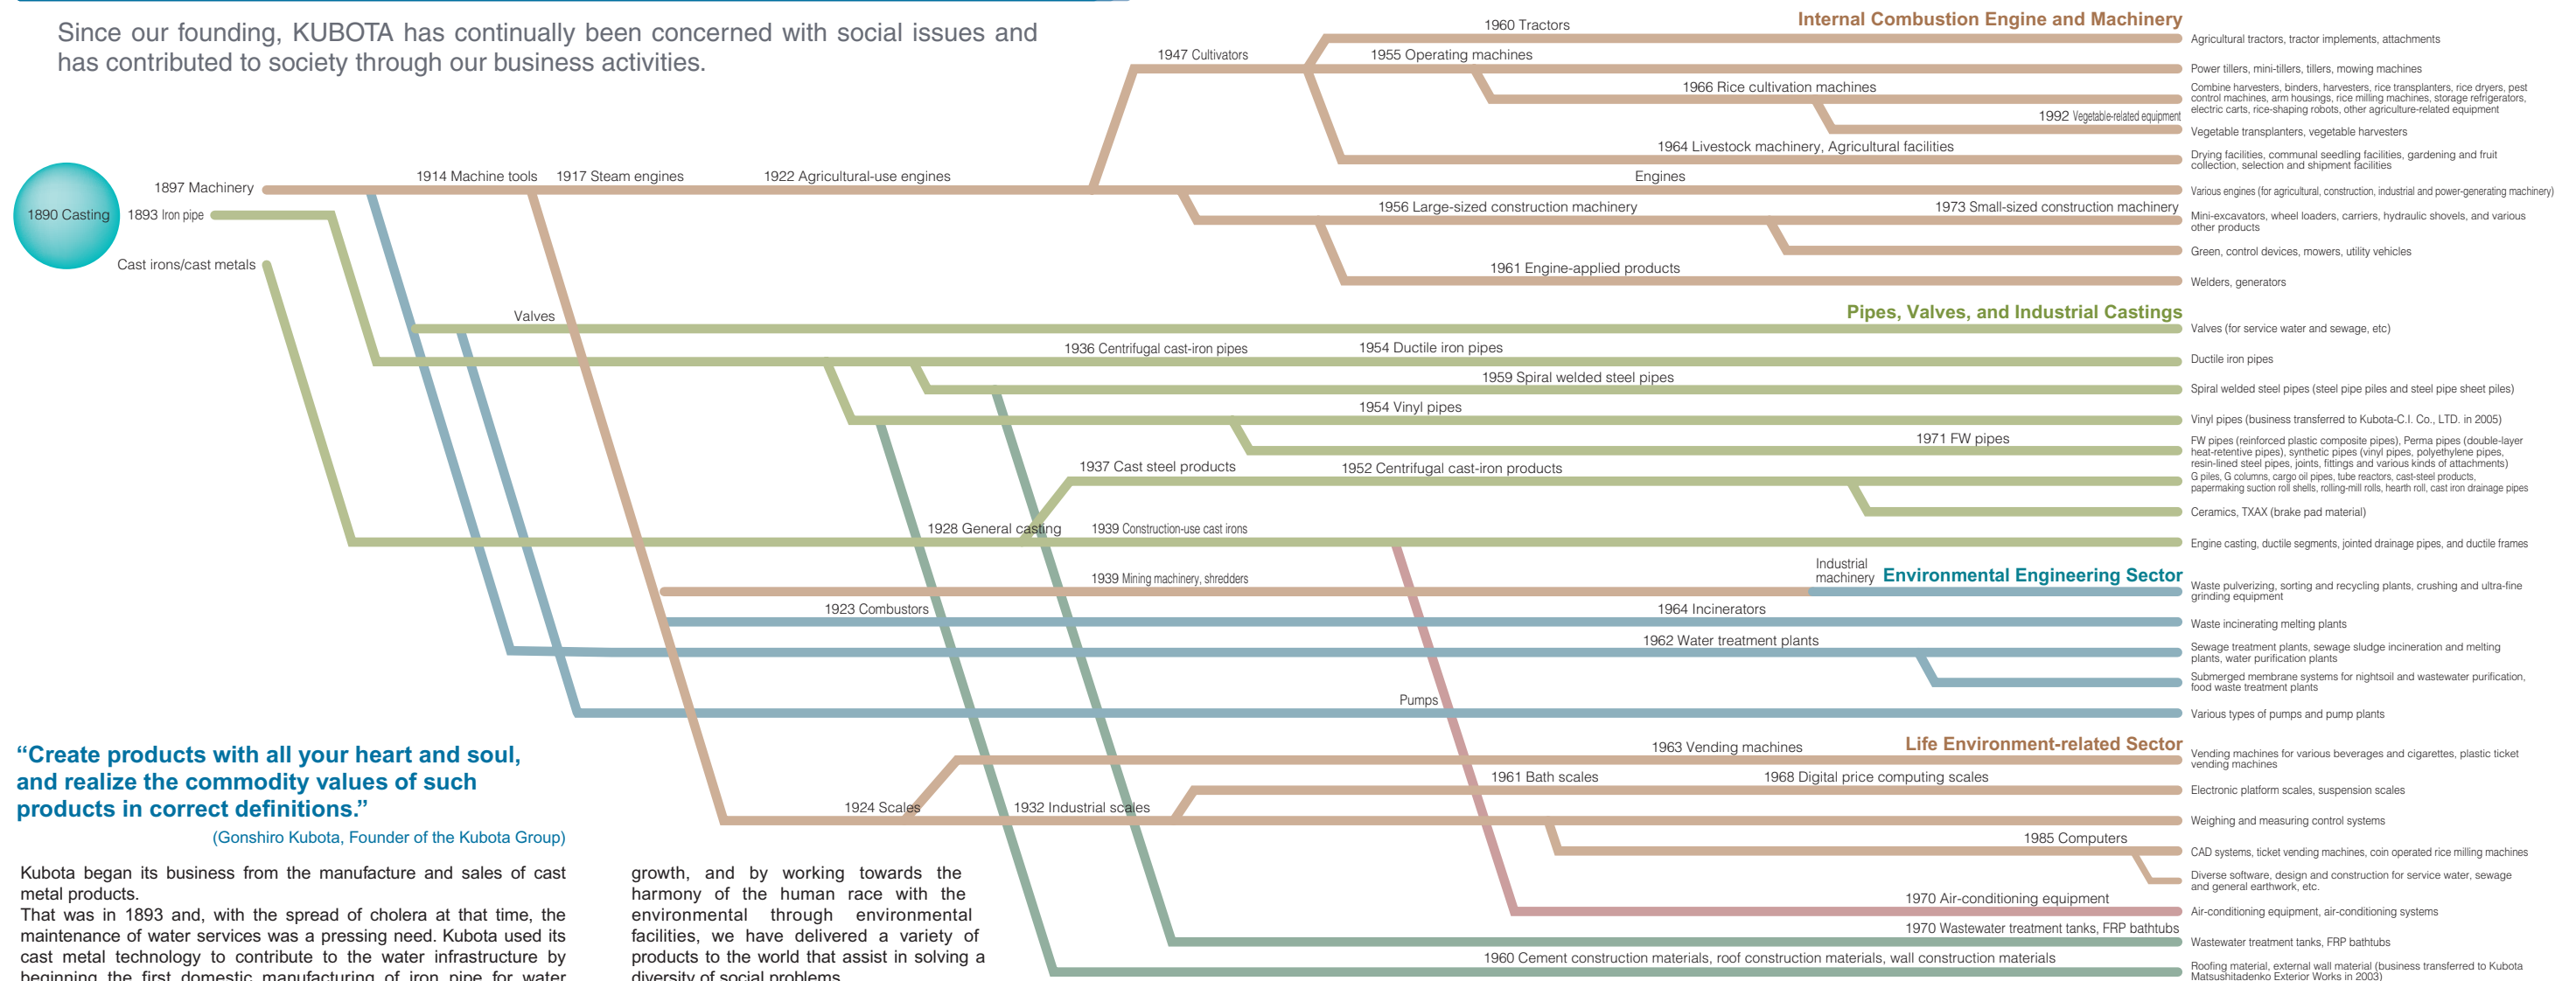 Since our founding, KUBOTA has continually been concerned with social issues and
has contributed to society through our business activities.
1890 Casting
1897 Machinery
1893 Iron pipe
Cast irons/cast metals
1914 Machine tools
1917 Steam engines
1922 Agricultural-use engines
Internal Combustion Engine and Machinery
1960 Tractors
Agricultural tractors, tractor implements, attachments
1947 Cultivators
1955 Operating machines
Power tillers, mini-tillers, tillers, mowing machines
1966 Rice cultivation machines
Combine harvesters, binders, harvesters, rice transplanters, rice dryers, pest
control machines, arm housings, rice milling machines, storage refrigerators,
electric carts, rice-shaping robots, other agriculture-related equipment
1992 Vegetable-related equipment
Vegetable transplanters, vegetable harvesters
1964 Livestock machinery, Agricultural facilities
Drying facilities, communal seedling facilities, gardening and fruit
collection, selection and shipment facilities
Engines
Various engines (for agricultural, construction, industrial and power-generating machinery)
1956 Large-sized construction machinery
1973 Small-sized construction machinery
Mini-excavators, wheel loaders, carriers, hydraulic shovels, and various
other products
Green, control devices, mowers, utility vehicles
1961 Engine-applied products
Welders, generators
Pipes, Valves, and Industrial Castings
Valves
Valves (for service water and sewage, etc)
1936 Centrifugal cast-iron pipes
1954 Ductile iron pipes
Ductile iron pipes
1959 Spiral welded steel pipes
Spiral welded steel pipes (steel pipe piles and steel pipe sheet piles)
1954 Vinyl pipes
Vinyl pipes (business transferred to Kubota-C.I. Co., LTD. in 2005)
1971 FW pipes
FW pipes (reinforced plastic composite pipes), Perma pipes (double-layer
heat-retentive pipes), synthetic pipes (vinyl pipes, polyethylene pipes,
resin-lined steel pipes, joints, fittings and various kinds of attachments)
1937 Cast steel products
1952 Centrifugal cast-iron products
G piles, G columns, cargo oil pipes, tube reactors, cast-steel products,
papermaking suction roll shells, rolling-mill rolls, hearth roll, cast iron drainage pipes
Ceramics, TXAX (brake pad material)
1928 General casting
1939 Construction-use cast irons
Engine casting, ductile segments, jointed drainage pipes, and ductile frames
Environmental Engineering Sector
1939 Mining machinery, shredders
Industrial
machinery
Waste pulverizing, sorting and recycling plants, crushing and ultra-fine
grinding equipment
1923 Combustors
1964 Incinerators
Waste incinerating melting plants
1962 Water treatment plants
Sewage treatment plants, sewage sludge incineration and melting
plants, water purification plants
Submerged membrane systems for nightsoil and wastewater purification,
food waste treatment plants
Pumps
Various types of pumps and pump plants
Life Environment-related Sector
1963 Vending machines
Vending machines for various beverages and cigarettes, plastic ticket
vending machines
1961 Bath scales
1968 Digital price computing scales
Electronic platform scales, suspension scales
1924 Scales
1932 Industrial scales
Weighing and measuring control systems
1985 Computers
CAD systems, ticket vending machines, coin operated rice milling machines
Diverse software, design and construction for service water, sewage
and general earthwork, etc.
1970 Air-conditioning equipment
Air-conditioning equipment, air-conditioning systems
1970 Wastewater treatment tanks, FRP bathtubs
Wastewater treatment tanks, FRP bathtubs
1960 Cement construction materials, roof construction materials, wall construction materials
Roofing material, external wall material (business transferred to Kubota
Matsushitadenko Exterior Works in 2003)
“Create products with all your heart and soul,
and realize the commodity values of such
products in correct definitions.”
(Gonshiro Kubota, Founder of the Kubota Group)
Kubota began its business from the manufacture and sales of cast
metal products.
That was in 1893 and, with the spread of cholera at that time, the
maintenance of water services was a pressing need. Kubota used its
cast metal technology to contribute to the water infrastructure by
beginning the first domestic manufacturing of iron pipe for water
growth, and by working towards the
harmony of the human race with the
environmental through environmental
facilities, we have delivered a variety of
products to the world that assist in solving a
diversity of social problems.